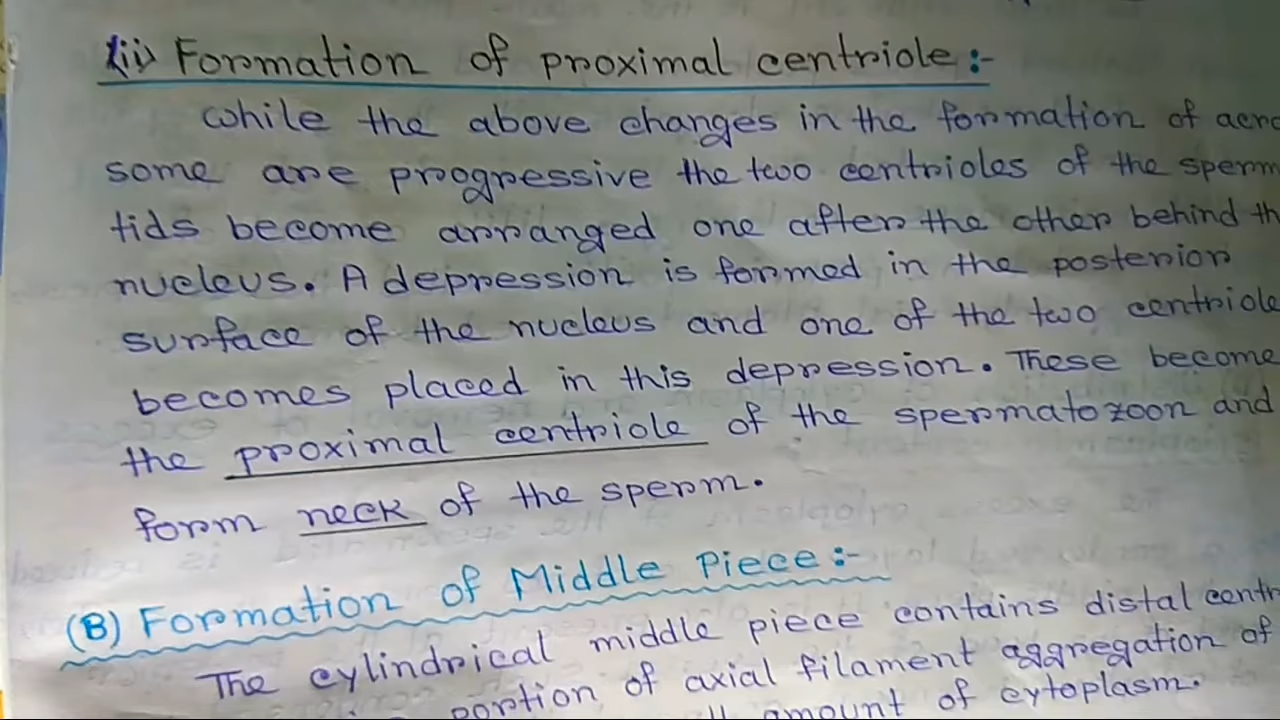 (ii) Formation of proximal centriole :-
While the above changes in the formation of acro
some are progressive the two centrioles of the sperm
tids become arranged one after the other behind th
nucleus. A depression is formed in the posterior
surface of the nucleus and one of the two centriole
becomes placed in this depression. These become
the proximal centriole of the spermatozoon and
form neck of the sperm.
(B) Formation of Middle Piece :-
The cylindrical middle piece contains distal centr
portion of axial filament aggregation of
amount of cytoplasm.